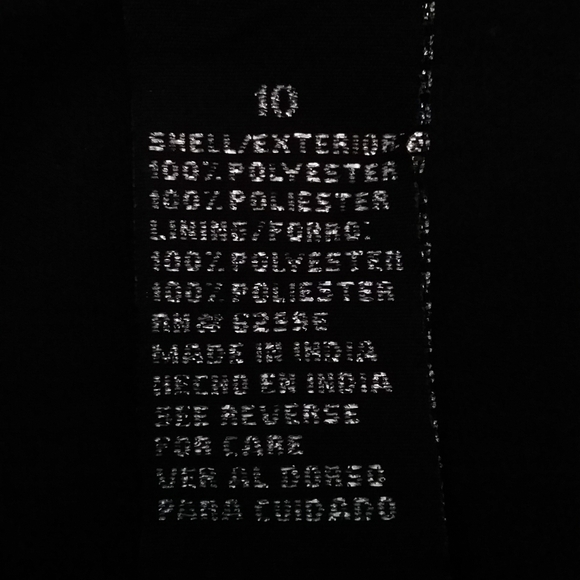 10
SHELL/EXTERIOR
100% POLYESTER
100% POLIESTER
LINING/FORRO:
100% POLYESTER
100% POLIESTER
RN#
MADE IN INDIA
HECHO EN INDIA
SEE REVERSE
FOR CARE
VER AL DORSO
PARA CUIDADO